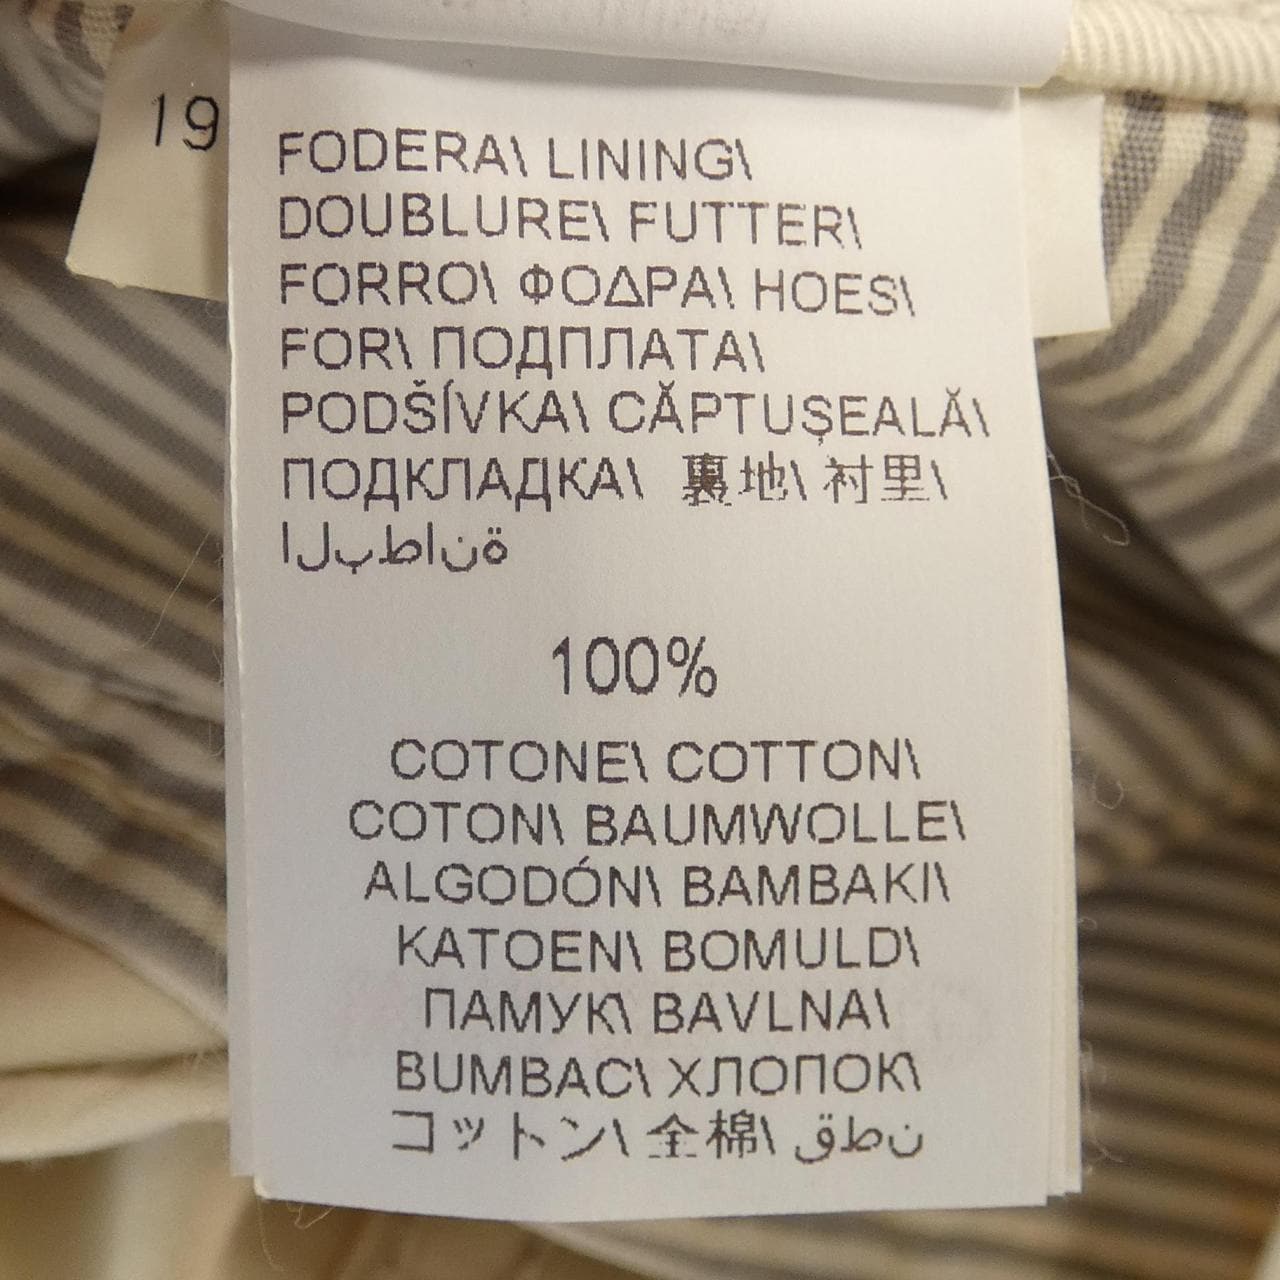 19
FODERA\ LINING\
DOUBLURE\ FUTTER\
FORRO\ ΦΟΔΡΑ\ HOES\
FOR\ ПОДПЛАТА\
PODŠÍVKA\ CĂPTUȘEALĂ\
ПОДКЛАДКА\ 裏地\ 衬里\
البطانة
100%
COTONE\ COTTON\
COTON\ BAUMWOLLE\
ALGODÓN\ BAMBAKI\
KATOEN\ BOMULD\
ПАМУК\ BAVLNA\
BUMBAC\ ХЛОПОК\
コットン\ 全棉\ قطن